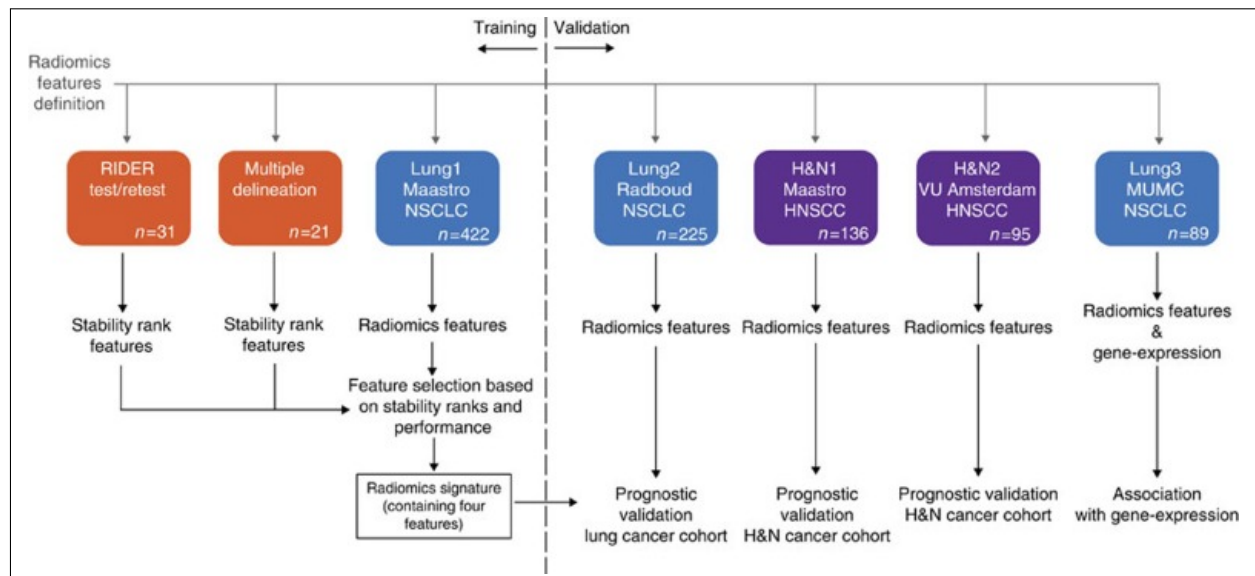 Training
Validation
Radiomics
features
definition
RIDER
test/retest
n=31
Multiple
delineation
n=21
Lung1
Maastro
NSCLC
n=422
Lung2
Radboud
NSCLC
n=225
H&N1
Maastro
HNSCC
n=136
H&N2
VU Amsterdam
HNSCC
n=95
Lung3
MUMC
NSCLC
n=89
Stability rank
features
Stability rank
features
Radiomics features
Radiomics features
Radiomics features
Radiomics features
Radiomics features
&
gene-expression
Feature selection based
on stability ranks and
performance
Radiomics signature
(containing four
features)
Prognostic
validation
lung cancer cohort
Prognostic
validation
H&N cancer cohort
Prognostic validation
H&N cancer cohort
Association
with gene-expression